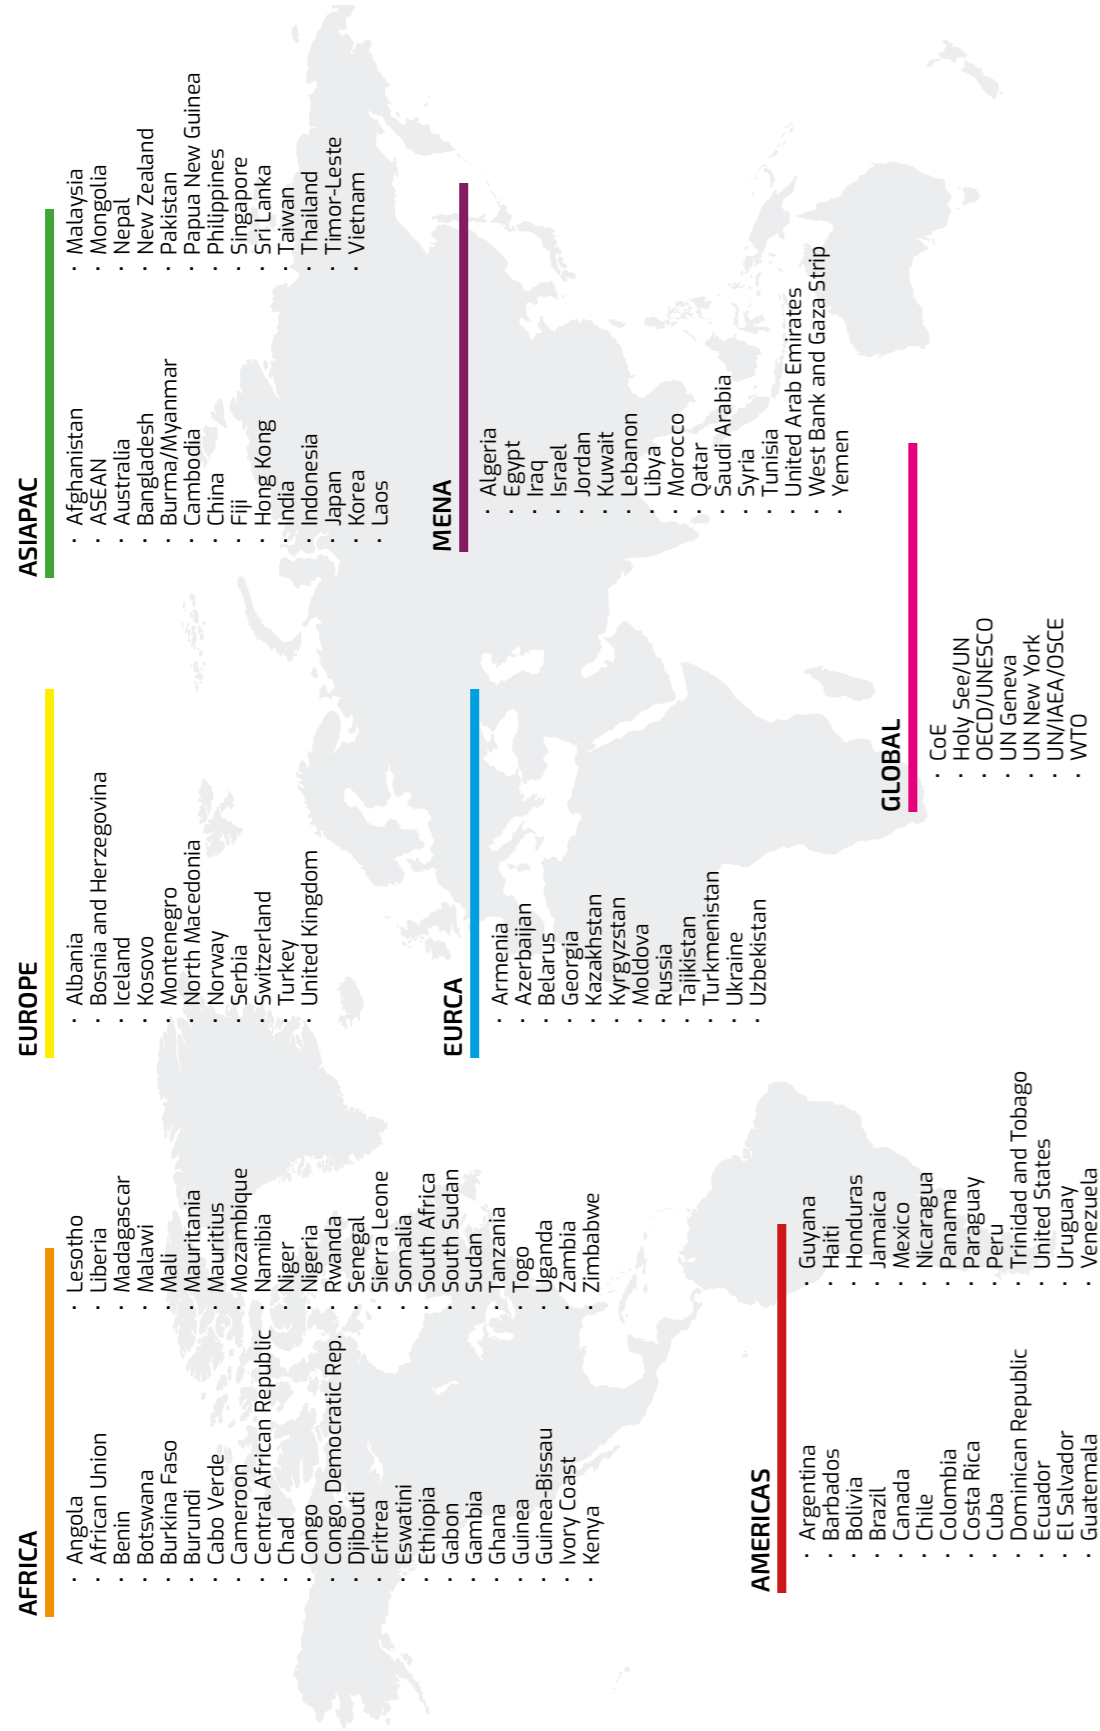 AFRICA
· Angola
· African Union
· Benin
· Botswana
· Burkina Faso
· Burundi
· Cabo Verde
· Cameroon
· Central African Republic
· Chad
· Congo
· Congo, Democratic Rep.
· Djibouti
· Eritrea
· Eswatini
· Ethiopia
· Gabon
· Gambia
· Ghana
· Guinea
· Guinea-Bissau
· Ivory Coast
· Kenya
· Lesotho
· Liberia
· Madagascar
· Malawi
· Mali
· Mauritania
· Mauritius
· Mozambique
· Namibia
· Niger
· Nigeria
· Rwanda
· Senegal
· Sierra Leone
· Somalia
· South Africa
· South Sudan
· Sudan
· Tanzania
· Togo
· Uganda
· Zambia
· Zimbabwe
EUROPE
· Albania
· Bosnia and Herzegovina
· Iceland
· Kosovo
· Montenegro
· North Macedonia
· Norway
· Serbia
· Switzerland
· Turkey
· United Kingdom
ASIAPAC
· Afghanistan
· ASEAN
· Australia
· Bangladesh
· Burma/Myanmar
· Cambodia
· China
· Fiji
· Hong Kong
· India
· Indonesia
· Japan
· Korea
· Laos
· Malaysia
· Mongolia
· Nepal
· New Zealand
· Pakistan
· Papua New Guinea
· Philippines
· Singapore
· Sri Lanka
· Taiwan
· Thailand
· Timor-Leste
· Vietnam
EURCA
· Armenia
· Azerbaijan
· Belarus
· Georgia
· Kazakhstan
· Kyrgyzstan
· Moldova
· Russia
· Tajikistan
· Turkmenistan
· Ukraine
· Uzbekistan
MENA
· Algeria
· Egypt
· Iraq
· Israel
· Jordan
· Kuwait
· Lebanon
· Libya
· Morocco
· Qatar
· Saudi Arabia
· Syria
· Tunisia
· United Arab Emirates
· West Bank and Gaza Strip
· Yemen
AMERICAS
· Argentina
· Barbados
· Bolivia
· Brazil
· Canada
· Chile
· Colombia
· Costa Rica
· Cuba
· Dominican Republic
· Ecuador
· El Salvador
· Guatemala
· Guyana
· Haiti
· Honduras
· Jamaica
· Mexico
· Nicaragua
· Panama
· Paraguay
· Peru
· Trinidad and Tobago
· United States
· Uruguay
· Venezuela
GLOBAL
· CoE
· Holy See/UN
· OECD/UNESCO
· UN Geneva
· UN New York
· UN/IAEA/OSCE
· WTO